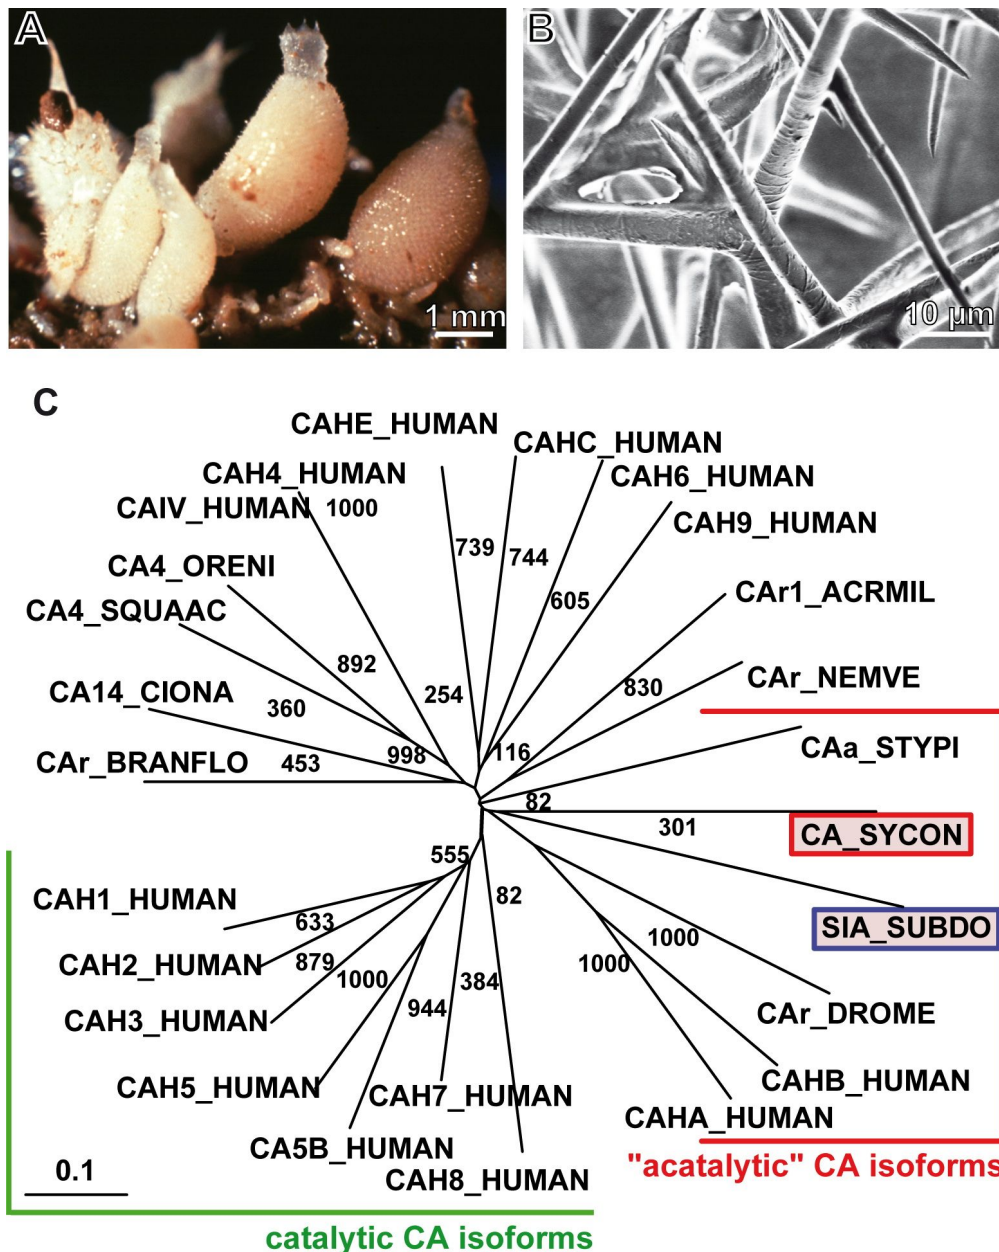 A
B
1 mm
10 µm
C
CAHE_HUMAN
CAHC_HUMAN
CAH4_HUMAN
CAH6_HUMAN
CAIV_HUMAN
1000
CAH9_HUMAN
739
744
CA4_ORENI
605
CAr1_ACRMIL
CA4_SQUAAC
892
830
CAr_NEMVE
CA14_CIONA
360
254
CAr_BRANFLO
453
998
116
CAa_STYPI
82
301
CA_SYCON
555
CAH1_HUMAN
633
82
SIA_SUBDO
CAH2_HUMAN
879
1000
384
1000
1000
944
CAH3_HUMAN
CAr_DROME
CAH5_HUMAN
CAH7_HUMAN
CAHB_HUMAN
CAHA_HUMAN
CA5B_HUMAN
CAH8_HUMAN
0.1
"acatalytic" CA isoforms
catalytic CA isoforms